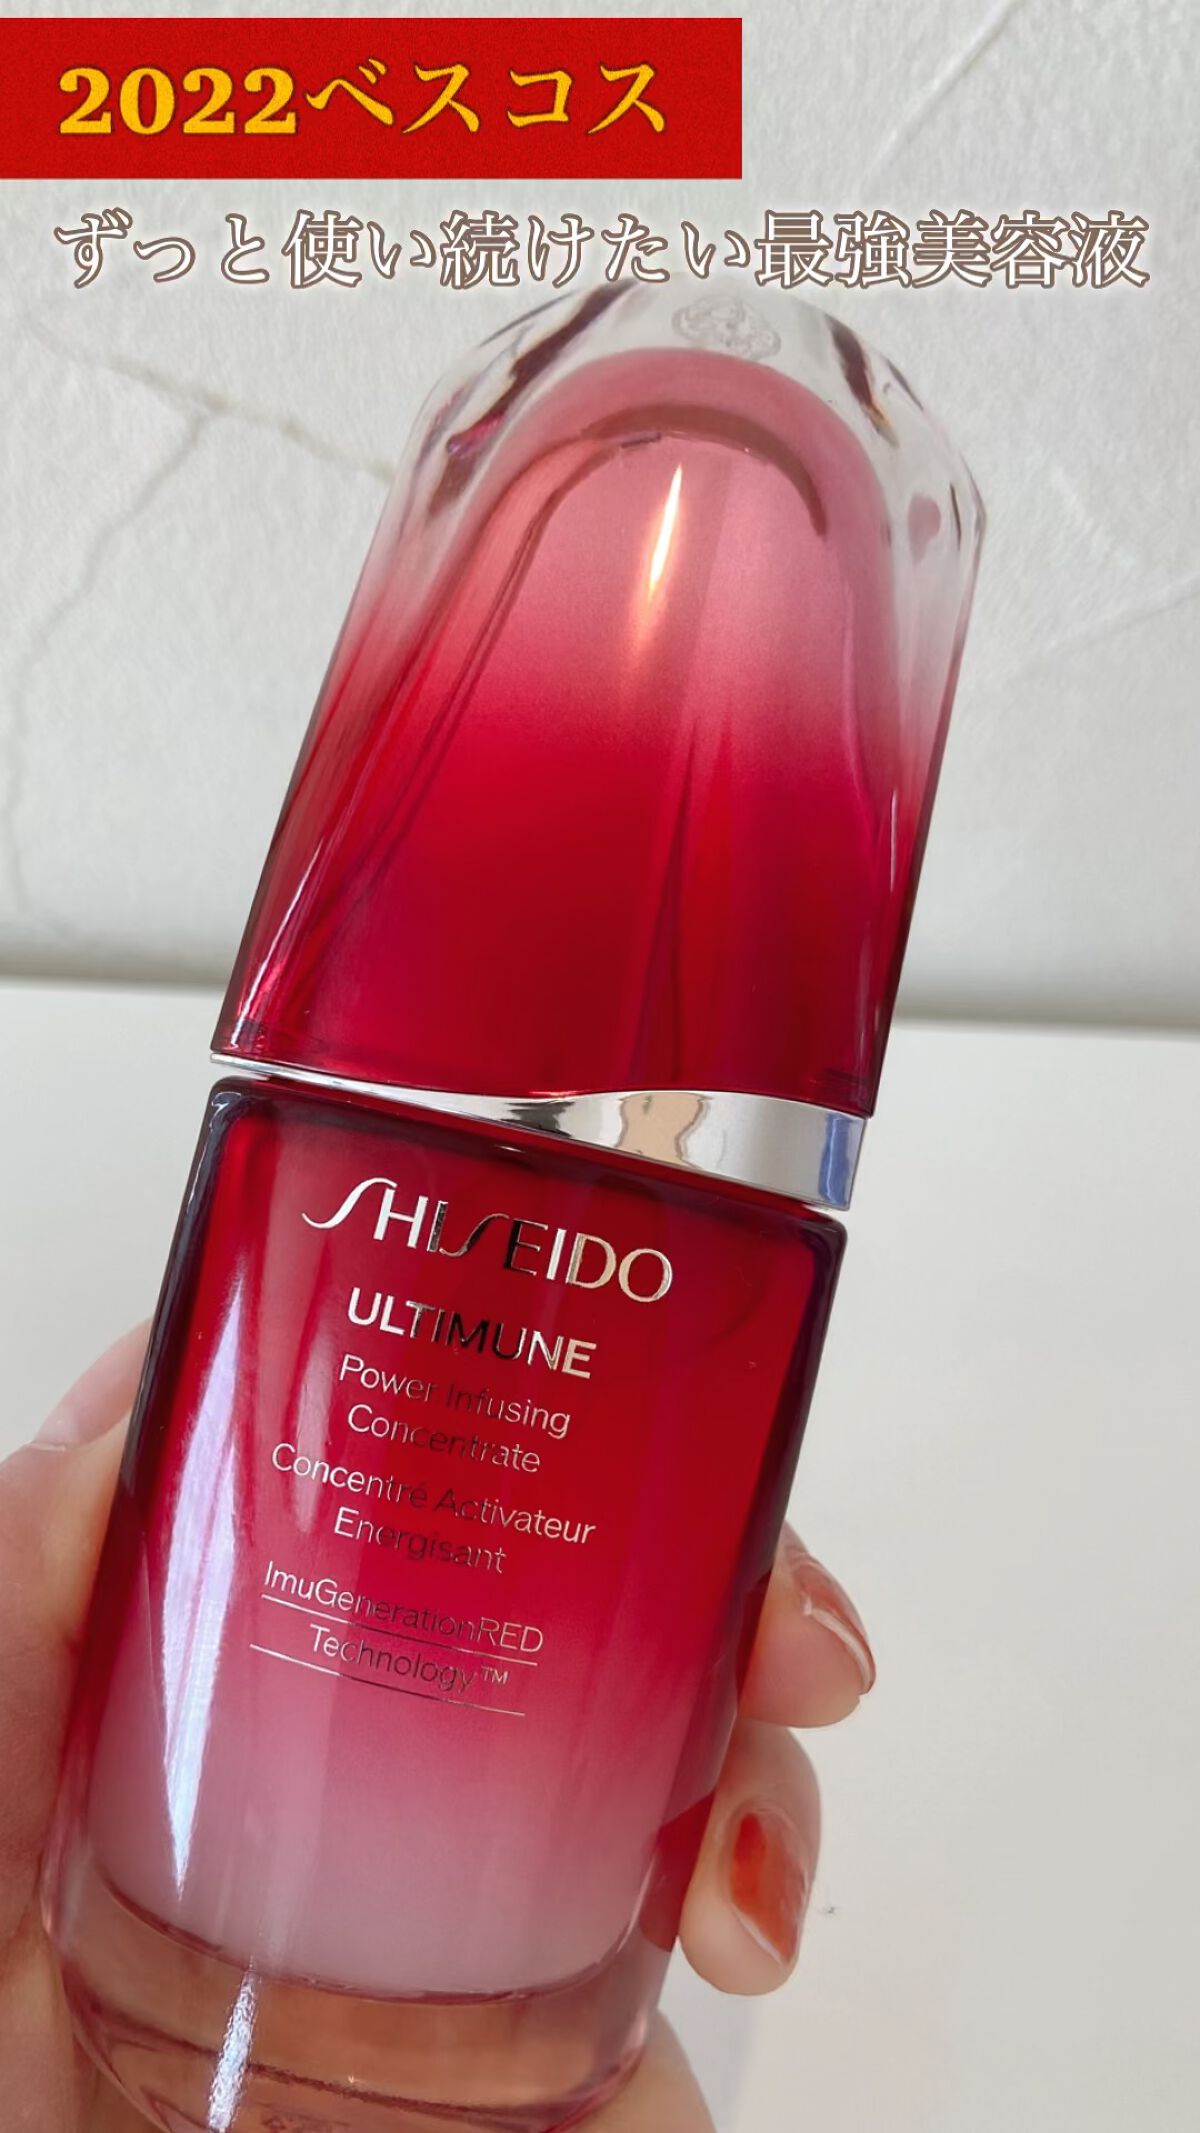 2022ベスコス
ずっと使い続けたい最強美容液
SHISEIDO
ULTIMUNE
Power Infusing
Concentrate
Concentré Activateur
Energisant
ImuGenerationRED
Technology™